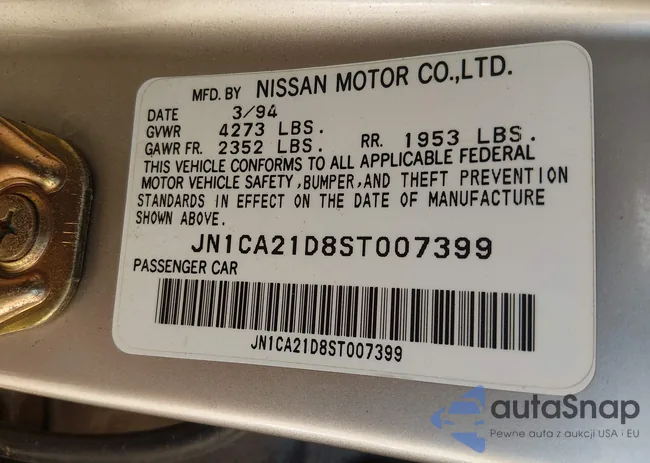 MFD. BY NISSAN MOTOR CO.,LTD.
DATE 3/94
GVWR 4273 LBS.
GAWR FR. 2352 LBS. RR. 1953 LBS.
THIS VEHICLE CONFORMS TO ALL APPLICABLE FEDERAL
MOTOR VEHICLE SAFETY,BUMPER,AND THEFT PREVENTION
STANDARDS IN EFFECT ON THE DATE OF MANUFACTURE
SHOWN ABOVE.
JN1CA21D8ST007399
PASSENGER CAR
JN1CA21D8ST007399
autaSnap
Pewne auta z aukcji USA i EU